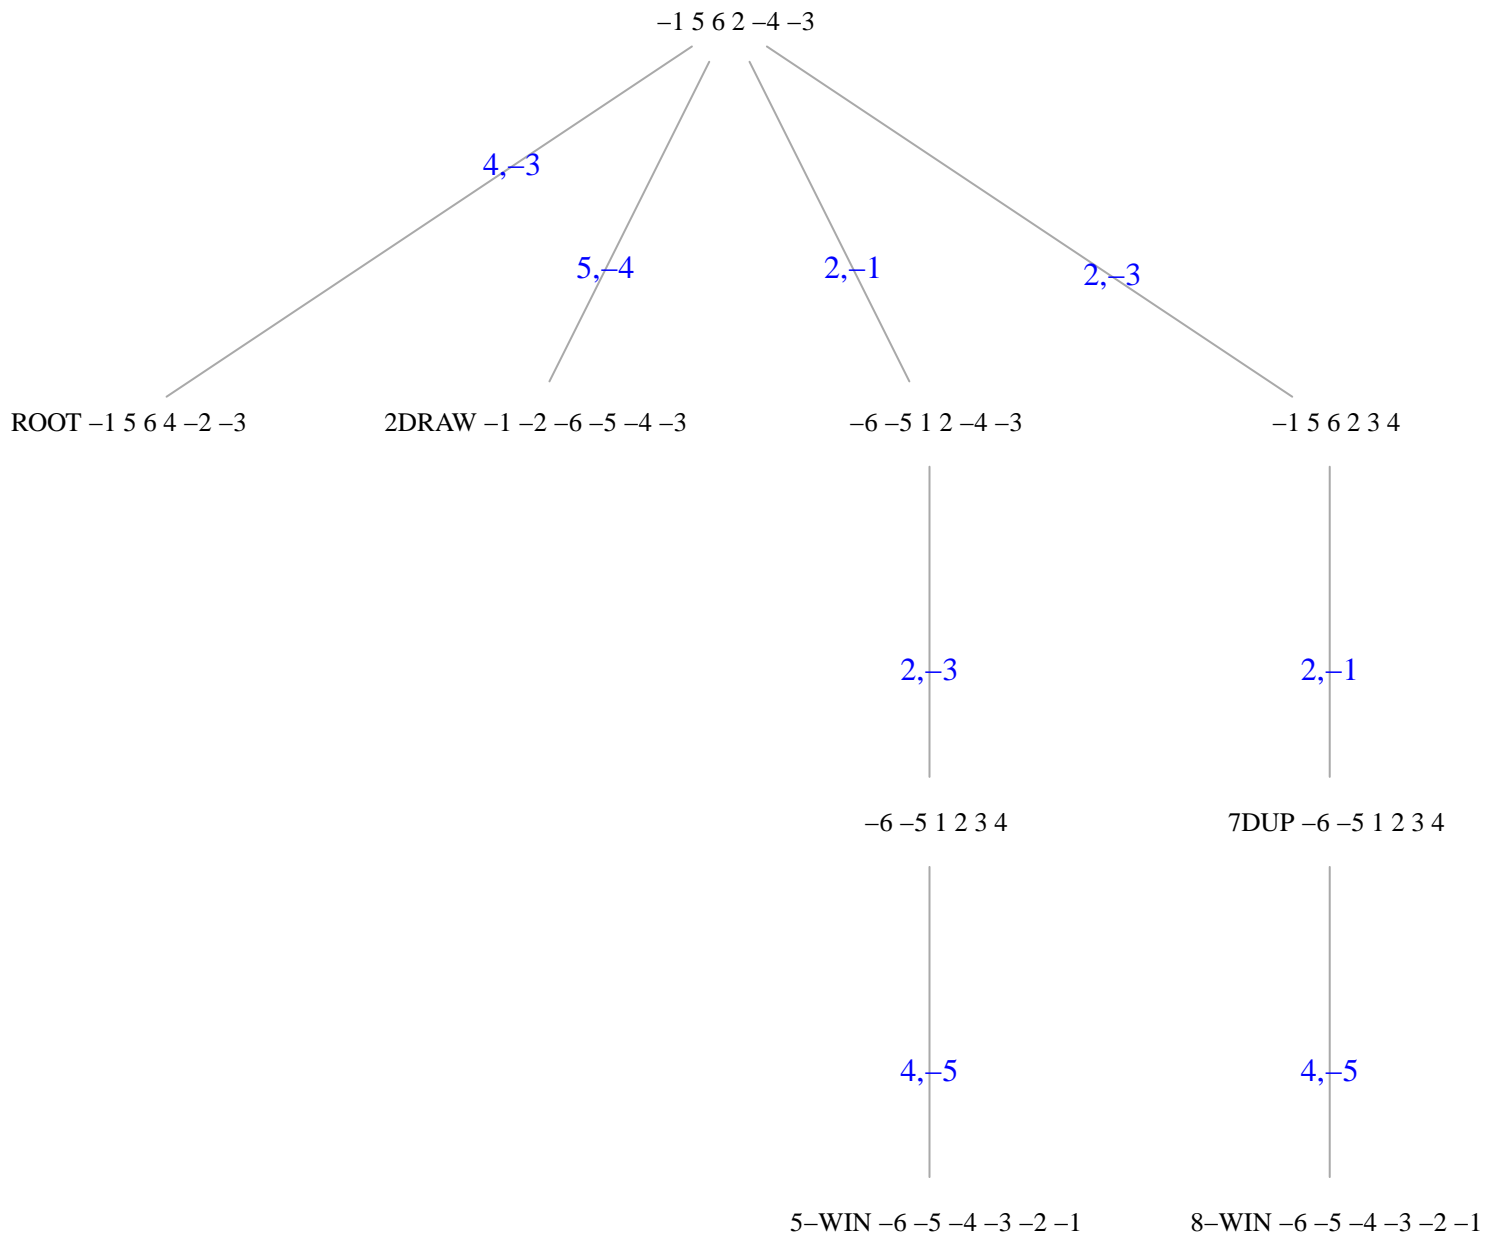 –1 5 6 2 –4 –3
4,–3
5,–4
2,–1
2,–3
ROOT –1 5 6 4 –2 –3
2DRAW –1 –2 –6 –5 –4 –3
–6 –5 1 2 –4 –3
–1 5 6 2 3 4
2,–3
2,–1
–6 –5 1 2 3 4
7DUP –6 –5 1 2 3 4
4,–5
4,–5
5–WIN –6 –5 –4 –3 –2 –1
8–WIN –6 –5 –4 –3 –2 –1